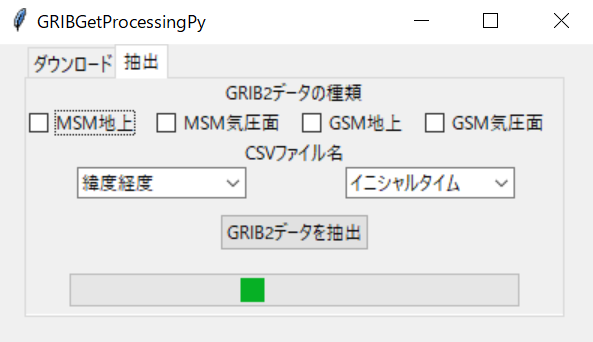 GRIBGetProcessingPy
ダウンロード 抽出
GRIB2データの種類
MSM地上 MSM気圧面 GSM地上 GSM気圧面
CSVファイル名
緯度経度 イニシャルタイム
GRIB2データを抽出